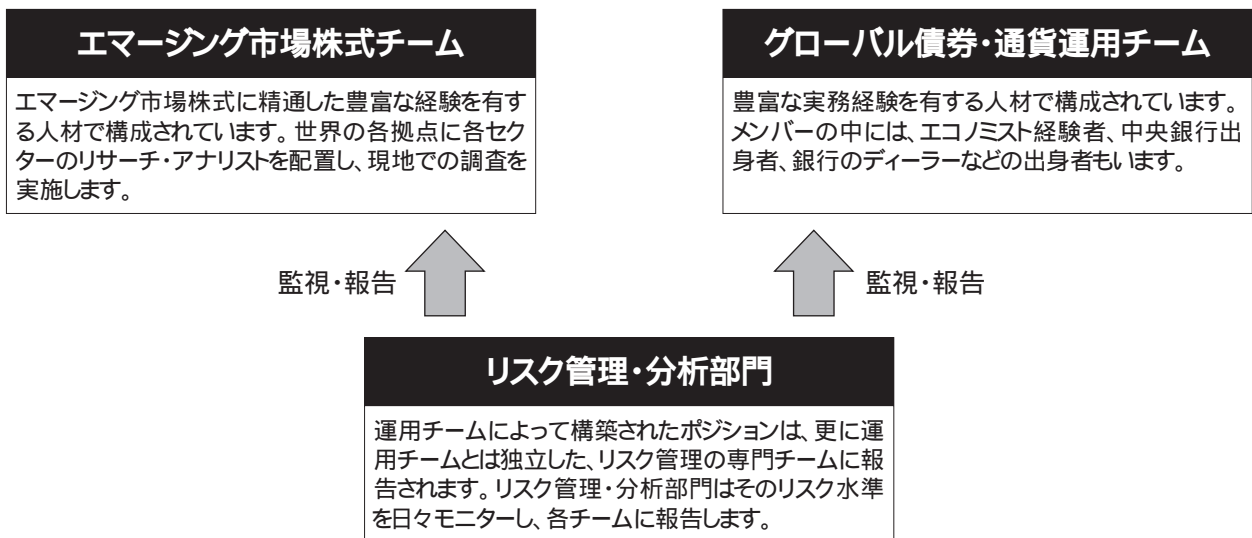 エマージング市場株式チーム
エマージング市場株式に精通した豊富な経験を有す
る人材で構成されています。世界の各拠点に各セク
ターのリサーチ・アナリストを配置し、現地での調査を
実施します。
グローバル債券・通貨運用チーム
豊富な実務経験を有する人材で構成されています。
メンバーの中には、エコノミスト経験者、中央銀行出
身者、銀行のディーラーなどの出身者もいます。
監視・報告
監視・報告
リスク管理・分析部門
運用チームによって構築されたポジションは、更に運
用チームとは独立した、リスク管理の専門チームに報
告されます。リスク管理・分析部門はそのリスク水準
を日々モニターし、各チームに報告します。